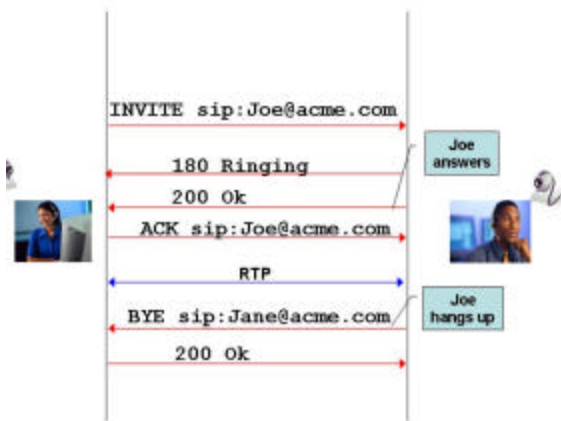 INVITE sip:Joe@acme.com
Joe
answers
180 Ringing
200 Ok
ACK sip:Joe@acme.com
RTP
Joe
hangs up
BYE sip:Jane@acme.com
200 Ok